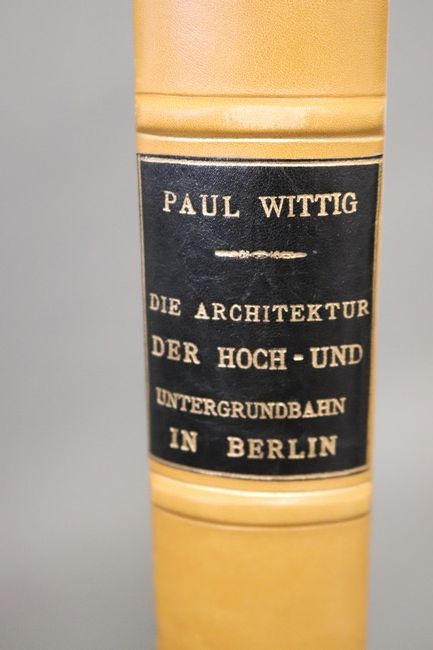 PAUL WITTIG
DIE ARCHITEKTUR
DER HOCH-UND
UNTERGRUNDBAHN
IN BERLIN